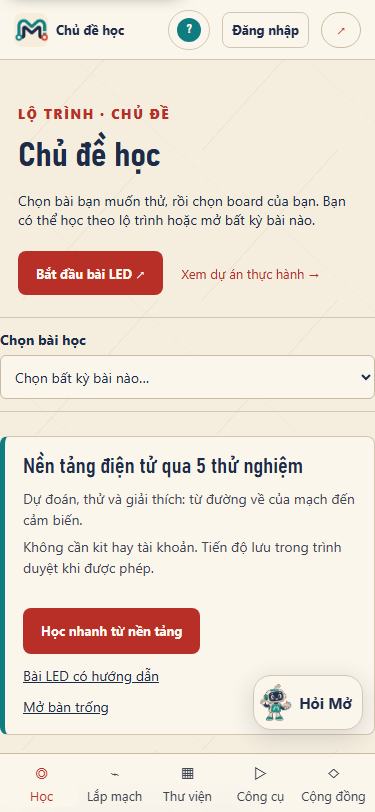 Chủ đề học
?
Đăng nhập
↗
LỘ TRÌNH · CHỦ ĐỀ
Chủ đề học
Chọn bài bạn muốn thử, rồi chọn board của bạn. Bạn
có thể học theo lộ trình hoặc mở bất kỳ bài nào.
Bắt đầu bài LED ↗
Xem dự án thực hành →
Chọn bài học
Chọn bất kỳ bài nào...
Nền tảng điện tử qua 5 thử nghiệm
Dự đoán, thử và giải thích: từ đường về của mạch đến
cảm biến.
Không cần kit hay tài khoản. Tiến độ lưu trong trình
duyệt khi được phép.
Học nhanh từ nền tảng
Bài LED có hướng dẫn
Mở bàn trống
Hỏi Mở
Học
Lắp mạch
Thư viện
Công cụ
Cộng đồng